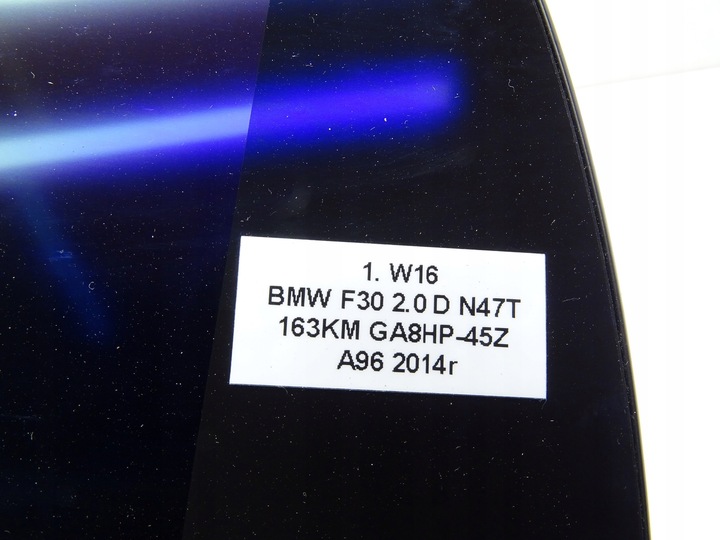 1. W16
BMW F30 2.0 D N47T
163KM GA8HP-45Z
A96 2014r